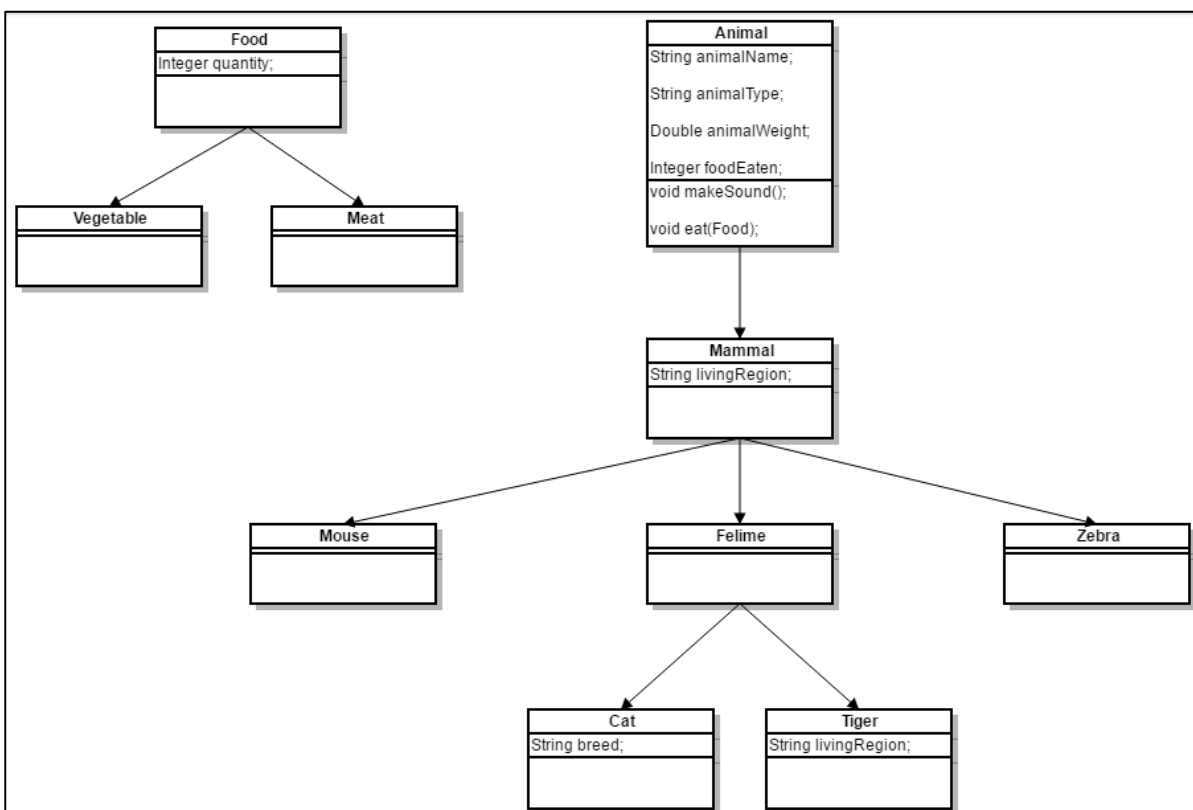 Food
Integer quantity;
Vegetable
Meat
Animal
String animalName;
String animalType;
Double animalWeight;
Integer foodEaten;
void makeSound();
void eat(Food);
Mammal
String livingRegion;
Mouse
Felime
Zebra
Cat
String breed;
Tiger
String livingRegion;